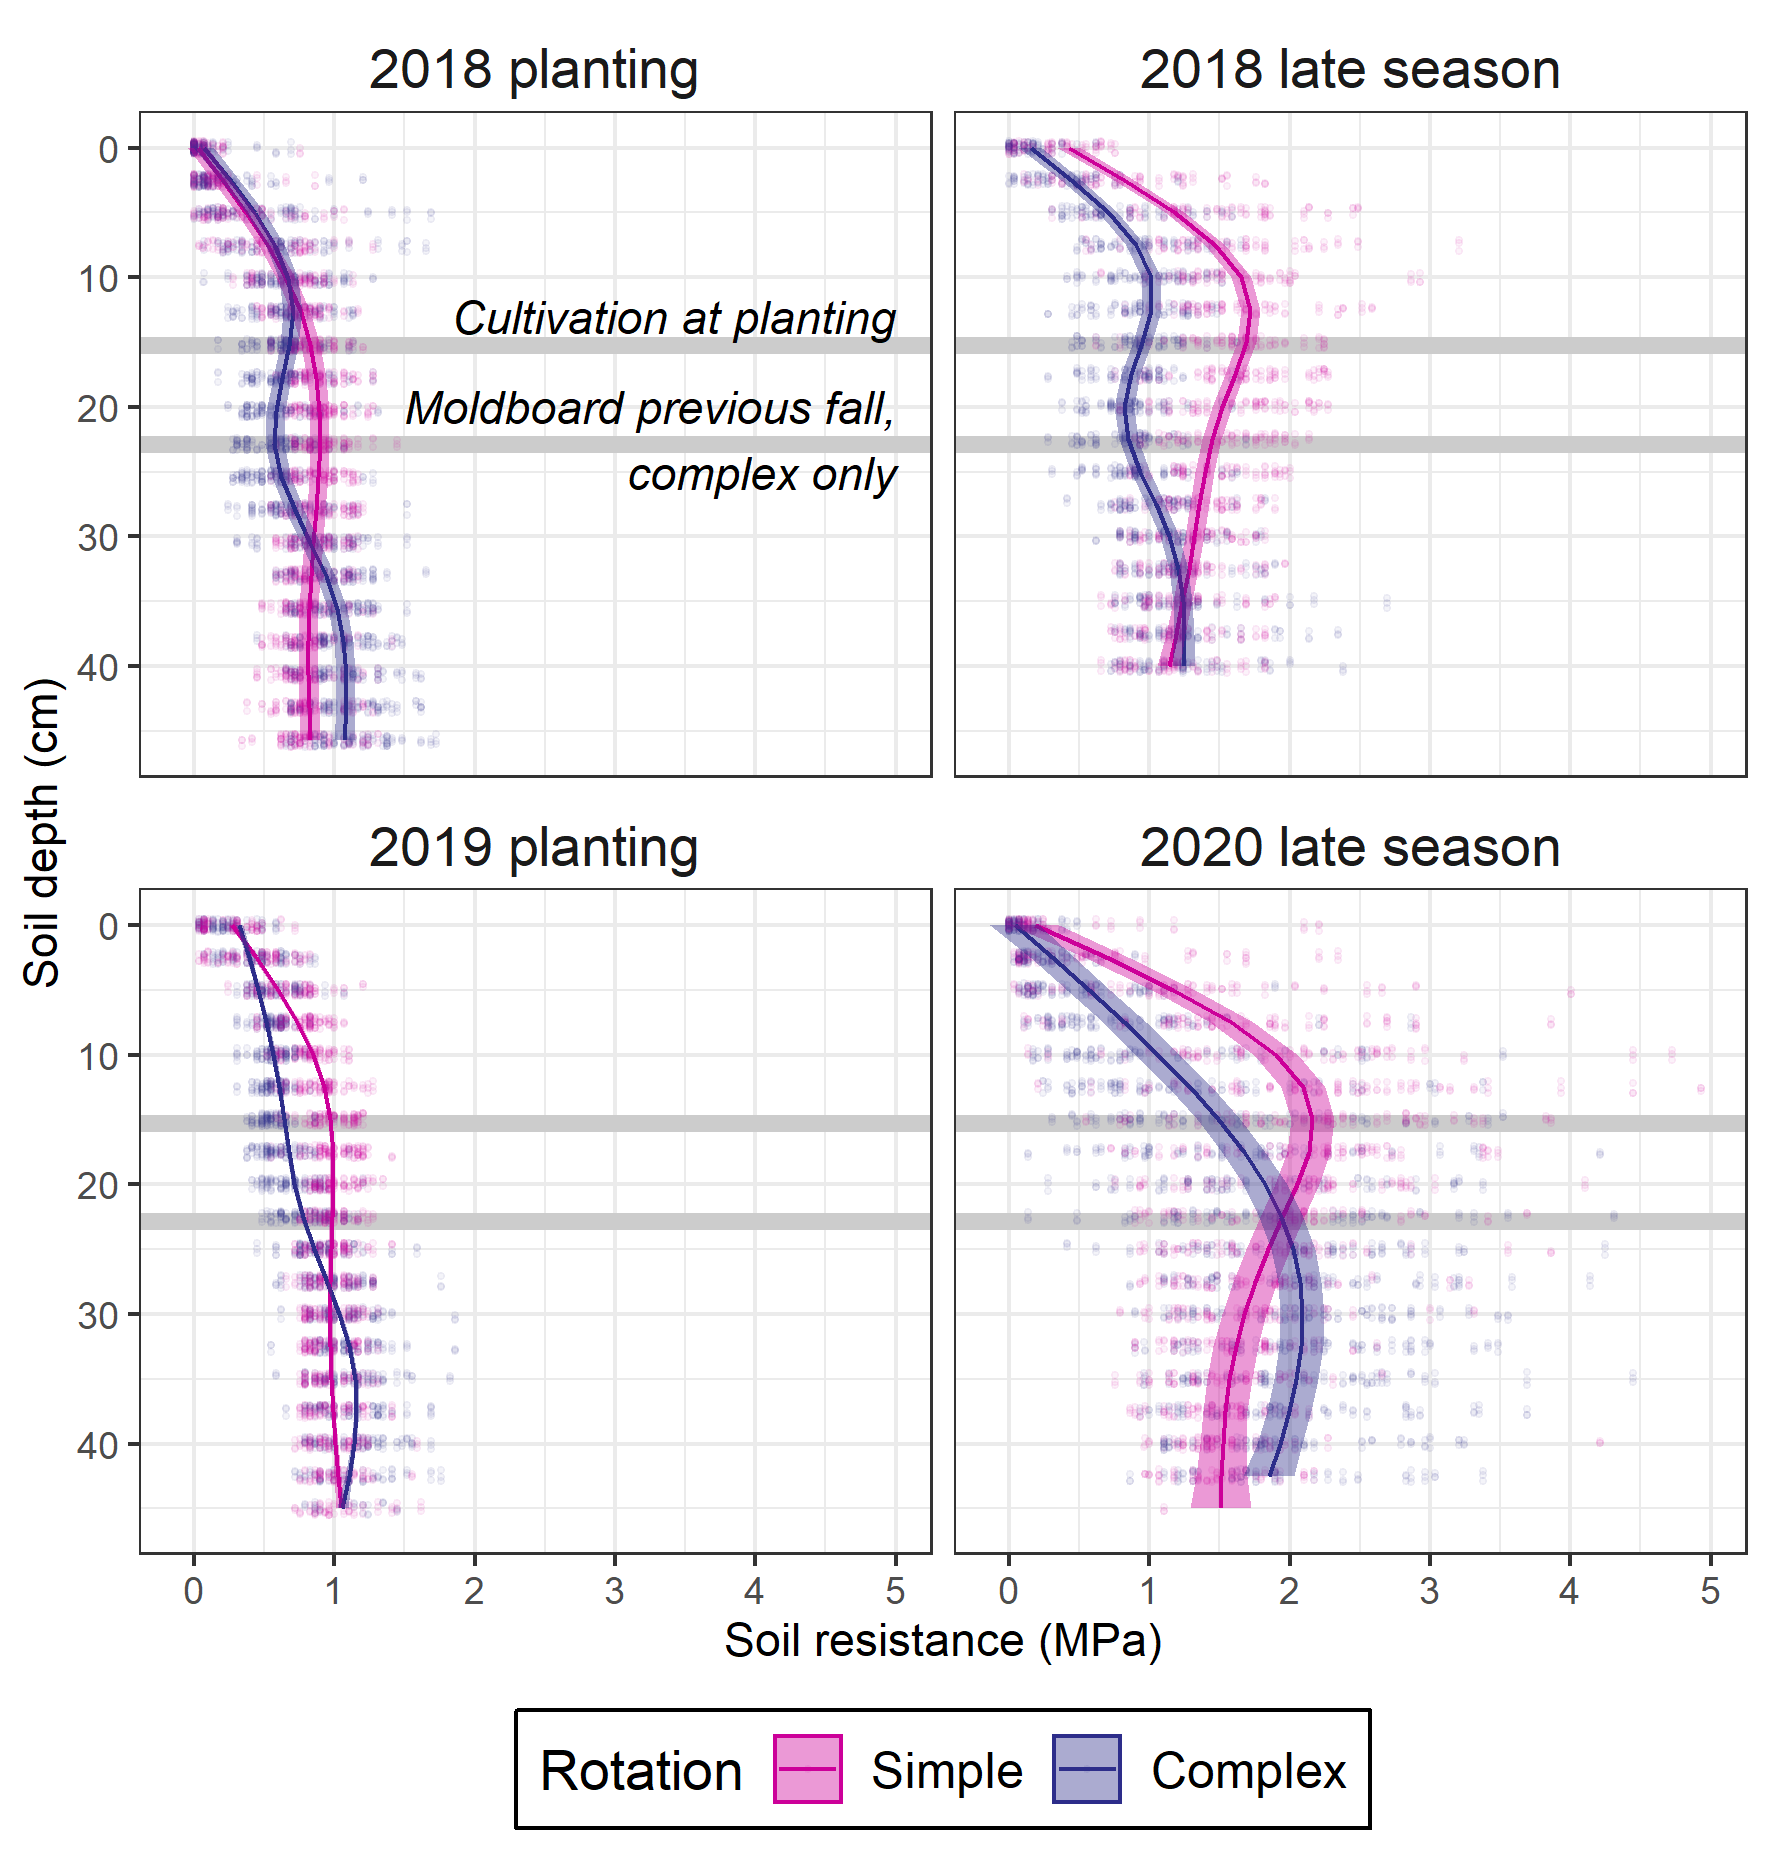 2018 planting
2018 late season
0
10
20
30
40
Cultivation at planting
Moldboard previous fall,
complex only
Soil depth (cm)
2019 planting
2020 late season
0
10
20
30
40
0 1 2 3 4 5
0 1 2 3 4 5
Soil resistance (MPa)
Rotation Simple Complex